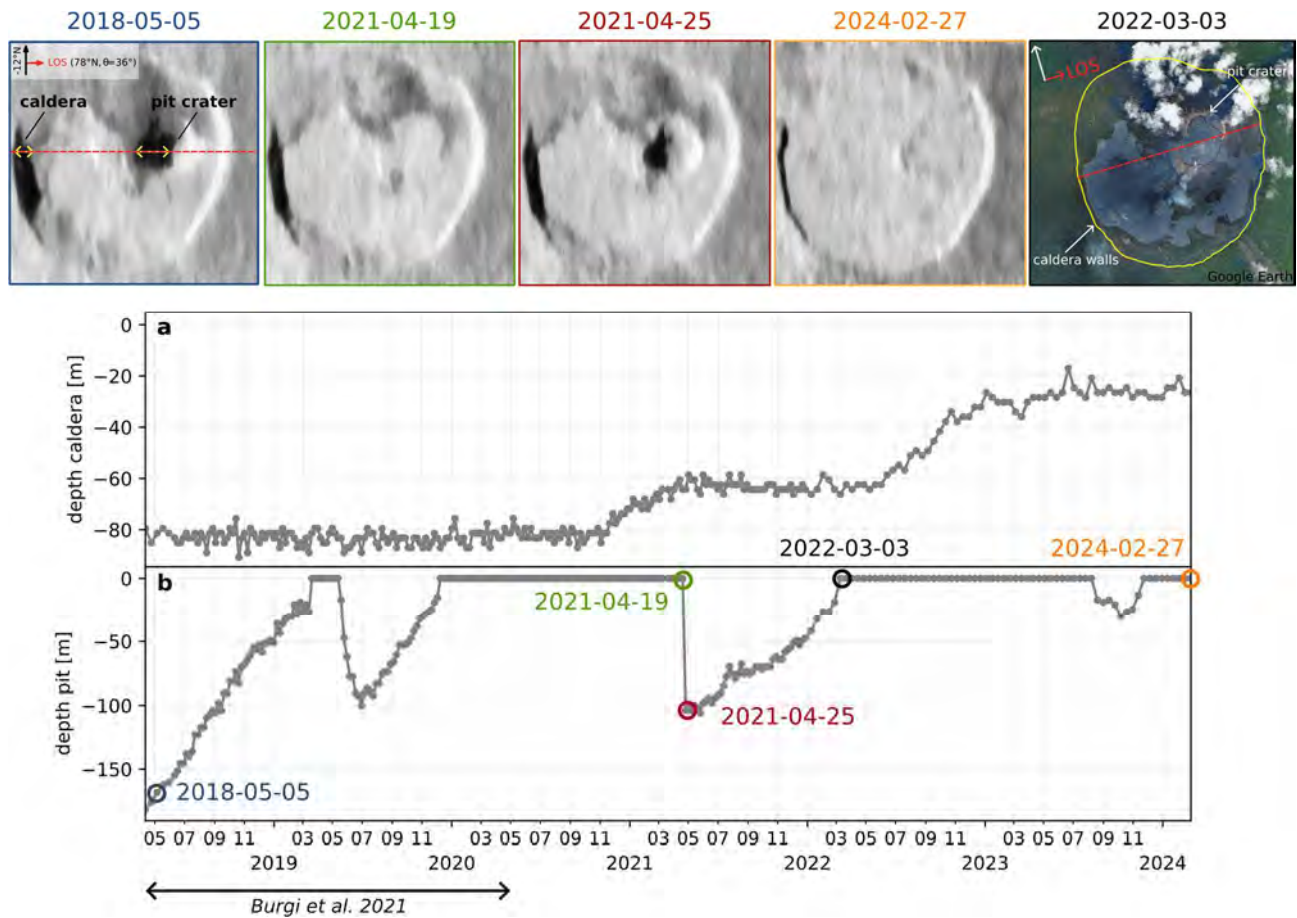 2018-05-05
2021-04-19
2021-04-25
2024-02-27
2022-03-03
-12°N
LOS (78°N, θ=36°)
caldera
pit crater
LOS
pit crater
caldera walls
Google Earth
a
0
−20
−40
−60
−80
depth caldera [m]
2022-03-03
2024-02-27
b
0
−50
−100
−150
depth pit [m]
2021-04-19
2021-04-25
2018-05-05
05 07 09 11 03 05 07 09 11 03 05 07 09 11 03 05 07 09 11 03 05 07 09 11 03 05 07 09 11
2019 2020 2021 2022 2023 2024
Burgi et al. 2021